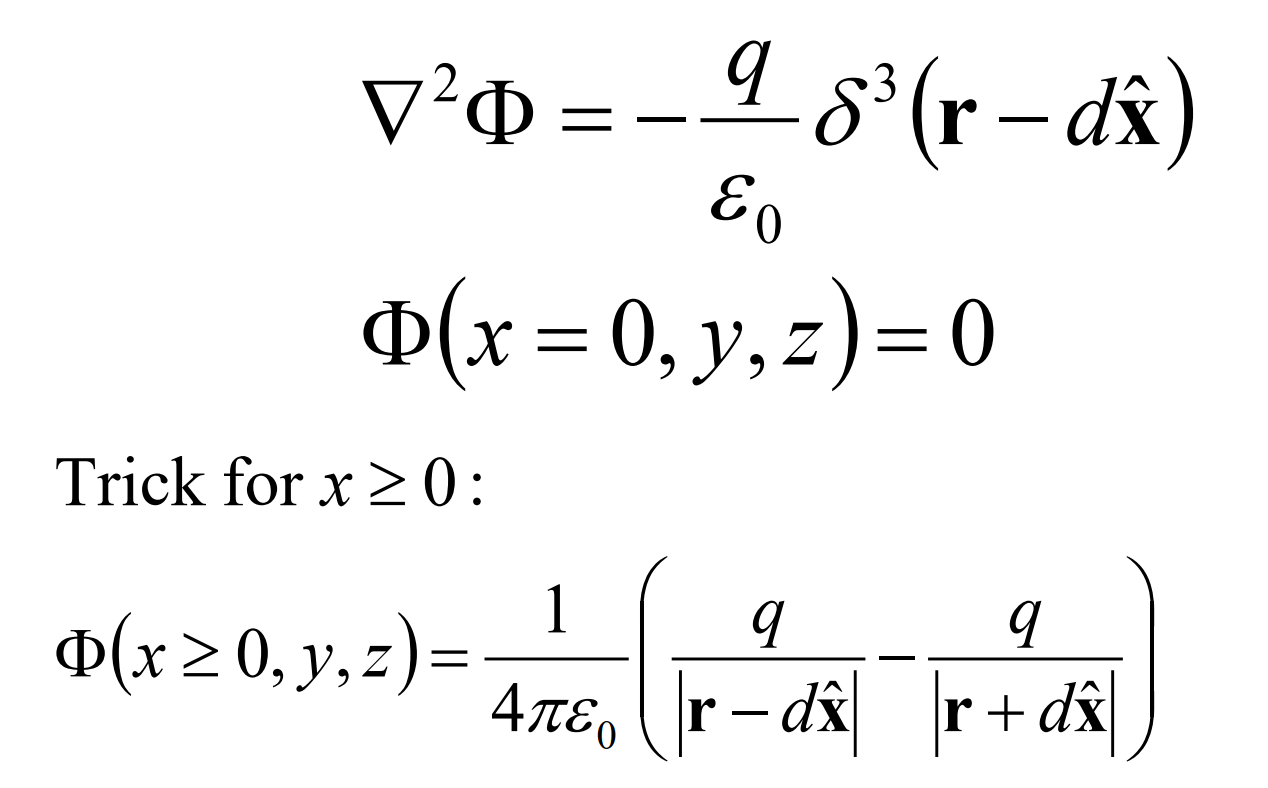 ∇²Φ = −q/ε₀ δ³(𝐫 − d𝐱̂)
Φ(x = 0, y, z) = 0
Trick for x ≥ 0 :
Φ(x ≥ 0, y, z) = 1/4πε₀ (q/|𝐫 − d𝐱̂| − q/|𝐫 + d𝐱̂|)